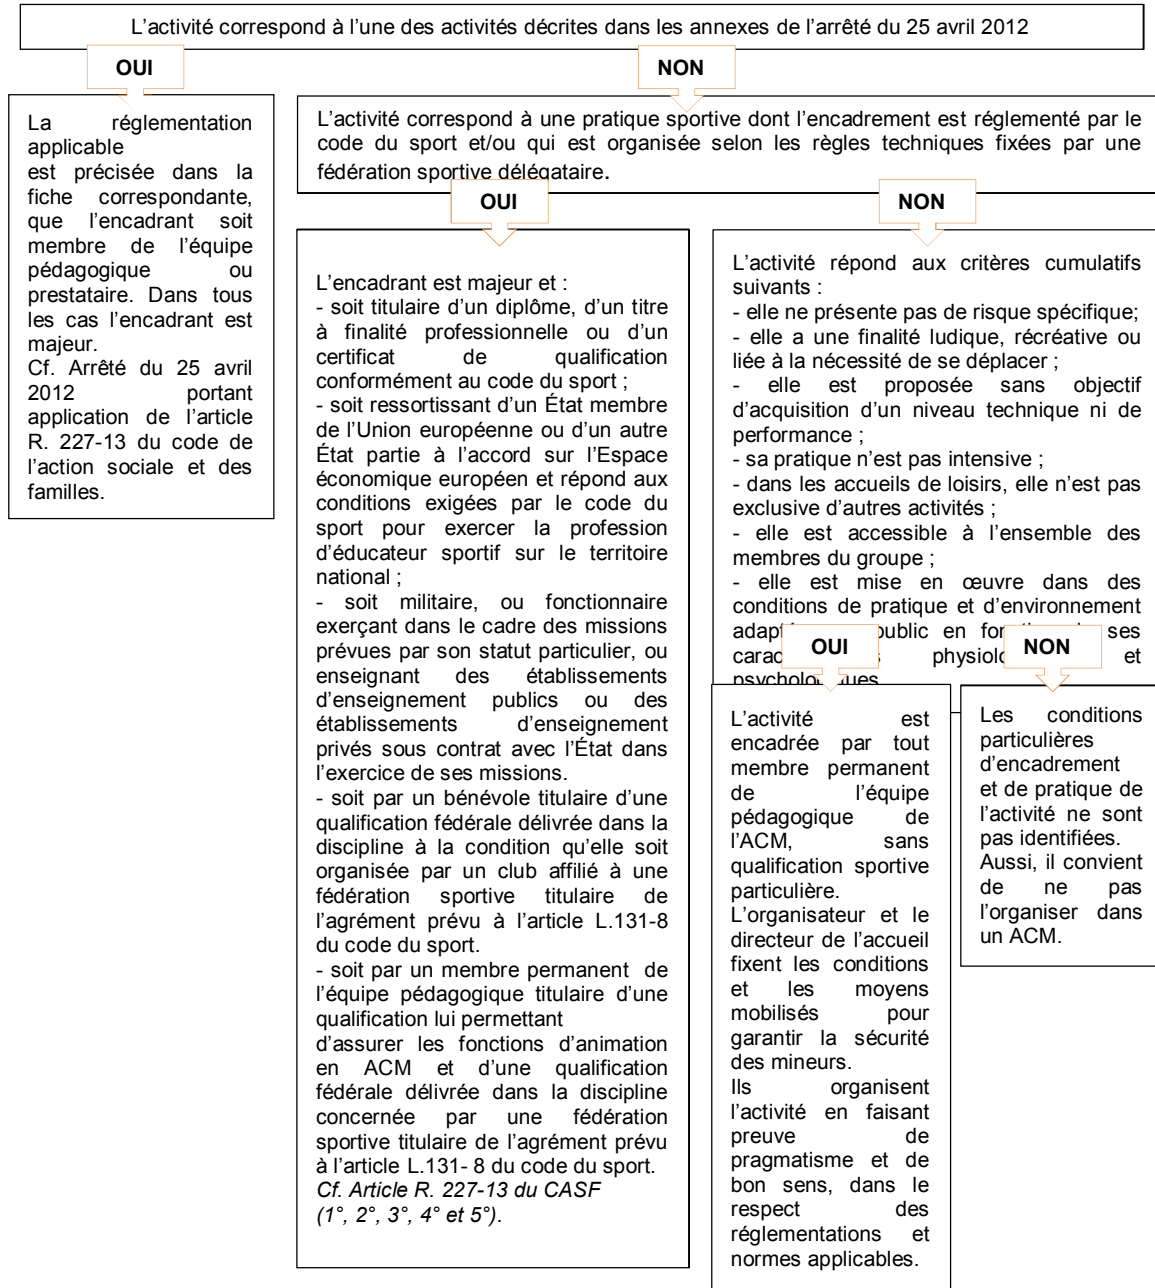 L’activité correspond à l’une des activités décrites dans les annexes de l’arrêté du 25 avril 2012
OUI
NON
La réglementation
applicable
est précisée dans la
fiche correspondante,
que l’encadrant soit
membre de l’équipe
pédagogique ou
prestataire. Dans tous
les cas l’encadrant est
majeur.
Cf. Arrêté du 25 avril
2012 portant
application de l’article
R. 227-13 du code de
l’action sociale et des
familles.
L’activité correspond à une pratique sportive dont l’encadrement est réglementé par le
code du sport et/ou qui est organisée selon les règles techniques fixées par une
fédération sportive délégataire.
OUI
NON
L’encadrant est majeur et :
- soit titulaire d’un diplôme, d’un titre
à finalité professionnelle ou d’un
certificat de qualification
conformément au code du sport ;
- soit ressortissant d’un État membre
de l’Union européenne ou d’un autre
État partie à l’accord sur l’Espace
économique européen et répond aux
conditions exigées par le code du
sport pour exercer la profession
d’éducateur sportif sur le territoire
national ;
- soit militaire, ou fonctionnaire
exerçant dans le cadre des missions
prévues par son statut particulier, ou
enseignant des établissements
d’enseignement publics ou des
établissements d’enseignement
privés sous contrat avec l’État dans
l’exercice de ses missions.
- soit par un bénévole titulaire d’une
qualification fédérale délivrée dans la
discipline à la condition qu’elle soit
organisée par un club affilié à une
fédération sportive titulaire de
l’agrément prévu à l’article L.131-8
du code du sport.
- soit par un membre permanent de
l’équipe pédagogique titulaire d’une
qualification lui permettant
d’assurer les fonctions d’animation
en ACM et d’une qualification
fédérale délivrée dans la discipline
concernée par une fédération
sportive titulaire de l’agrément prévu
à l’article L.131- 8 du code du sport.
Cf. Article R. 227-13 du CASF
(1°, 2°, 3°, 4° et 5°).
L’activité répond aux critères cumulatifs
suivants :
- elle ne présente pas de risque spécifique;
- elle a une finalité ludique, récréative ou
liée à la nécessité de se déplacer ;
- elle est proposée sans objectif
d’acquisition d’un niveau technique ni de
performance ;
- sa pratique n’est pas intensive ;
- dans les accueils de loisirs, elle n’est pas
exclusive d’autres activités ;
- elle est accessible à l’ensemble des
membres du groupe ;
- elle est mise en œuvre dans des
conditions de pratique et d’environnement
public en ses
et
psychologiques
OUI
NON
L’activité est
encadrée par tout
membre permanent
de l’équipe
pédagogique de
l’ACM, sans
qualification sportive
particulière.
L’organisateur et le
directeur de l’accueil
fixent les conditions
et les moyens
mobilisés pour
garantir la sécurité
des mineurs.
Ils organisent
l’activité en faisant
preuve de
pragmatisme et de
bon sens, dans le
respect des
réglementations et
normes applicables.
Les conditions
particulières
d’encadrement
et de pratique de
l’activité ne sont
pas identifiées.
Aussi, il convient
de ne pas
l’organiser dans
un ACM.